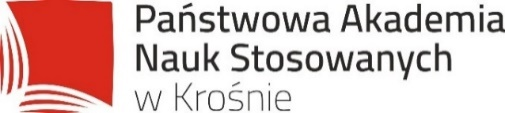 Państwowa Akademia
Nauk Stosowanych
w Krośnie